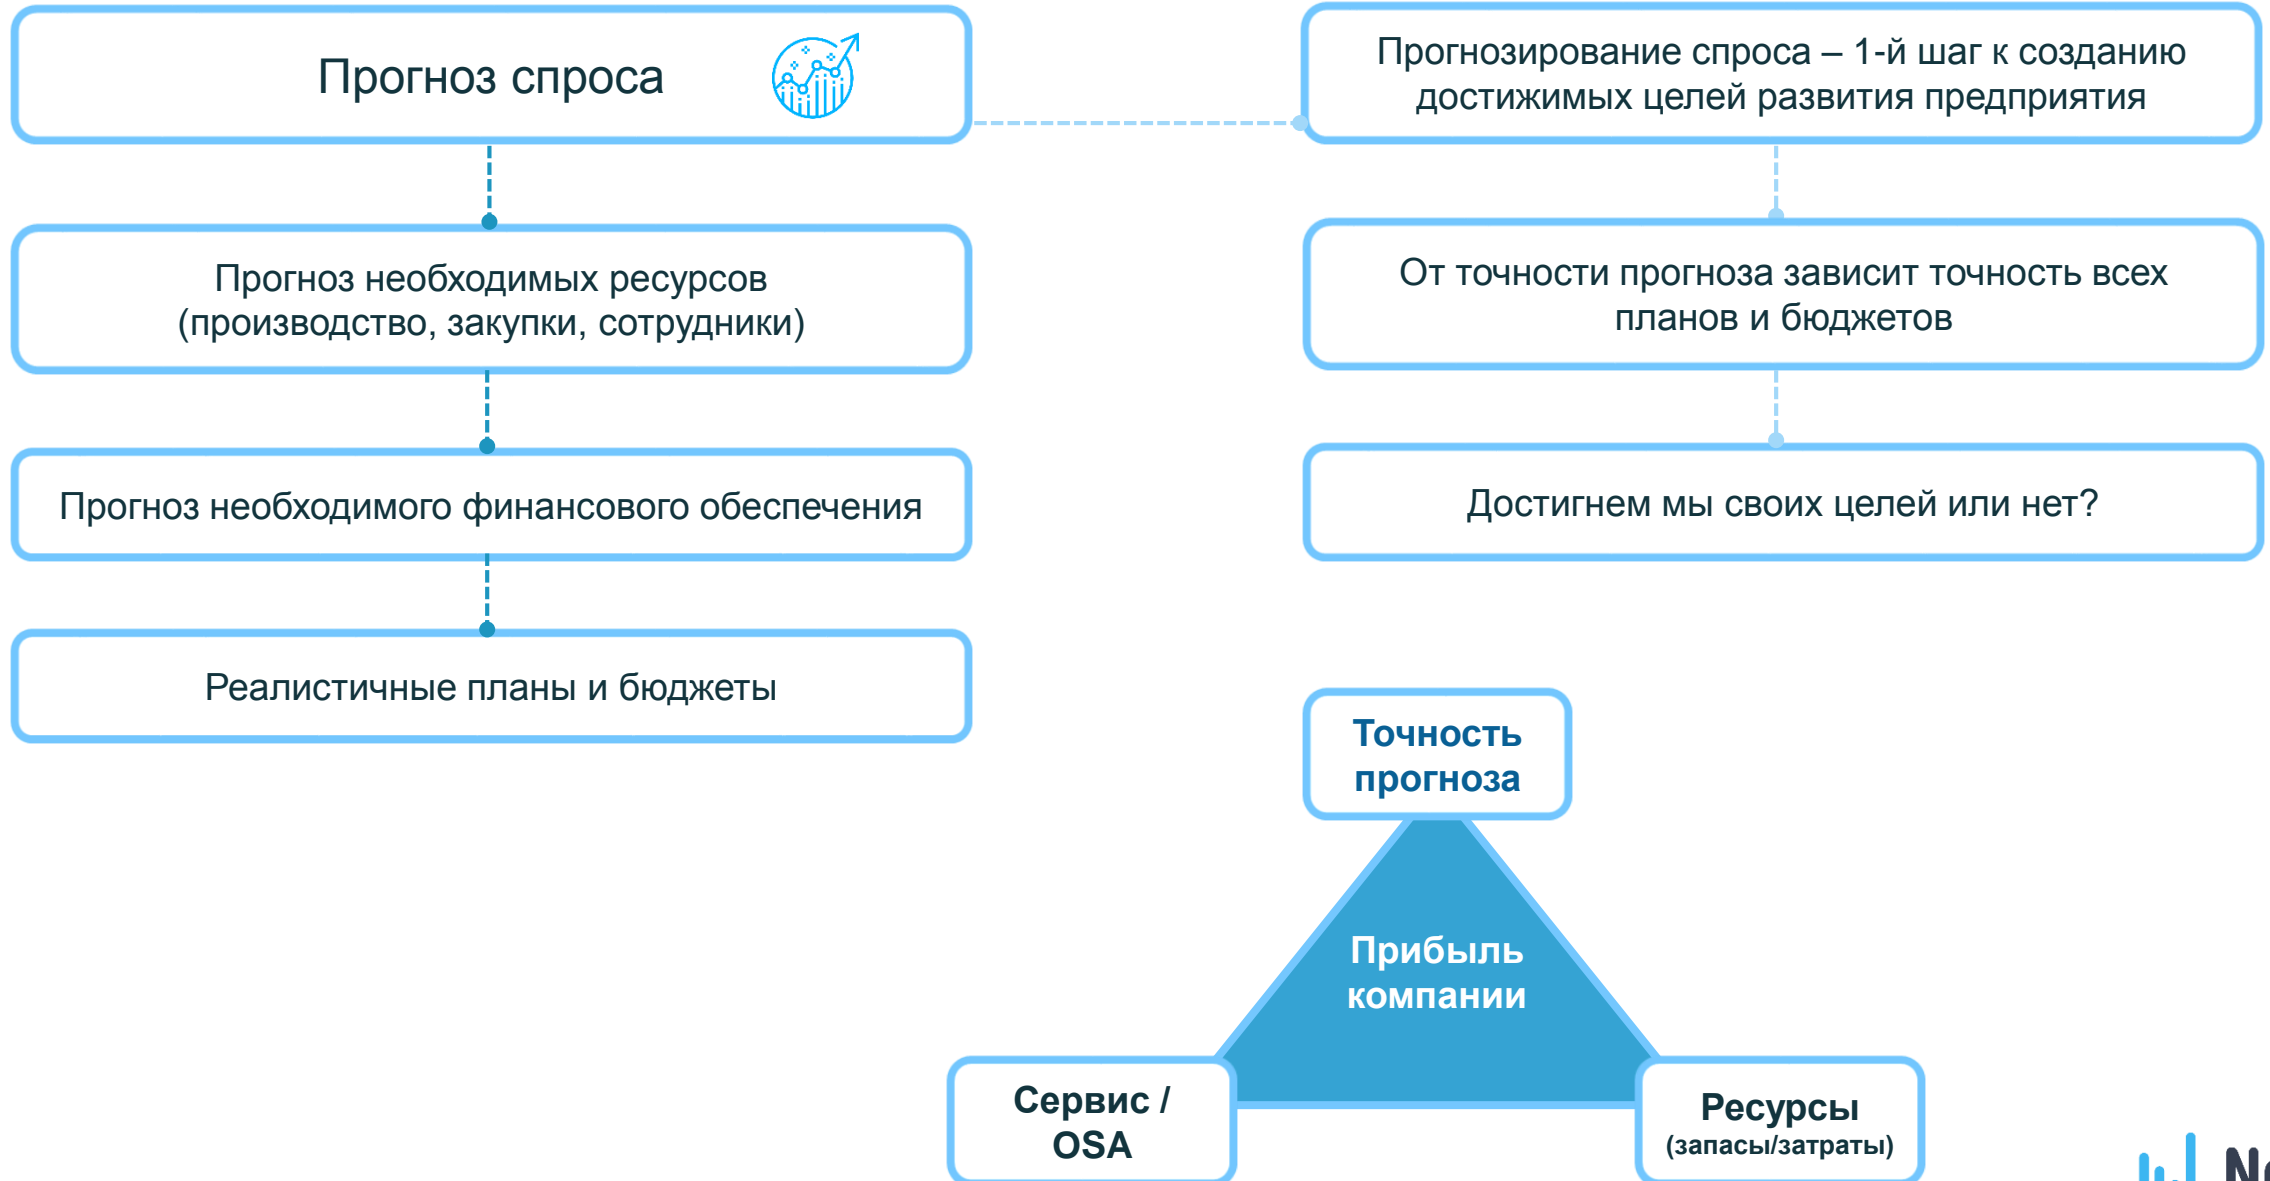 Прогноз спроса
Прогноз необходимых ресурсов
(производство, закупки, сотрудники)
Прогноз необходимого финансового обеспечения
Реалистичные планы и бюджеты
Прогнозирование спроса – 1-й шаг к созданию
достижимых целей развития предприятия
От точности прогноза зависит точность всех
планов и бюджетов
Достигнем мы своих целей или нет?
Точность
прогноза
Прибыль
компании
Сервис /
OSA
Ресурсы
(запасы/затраты)